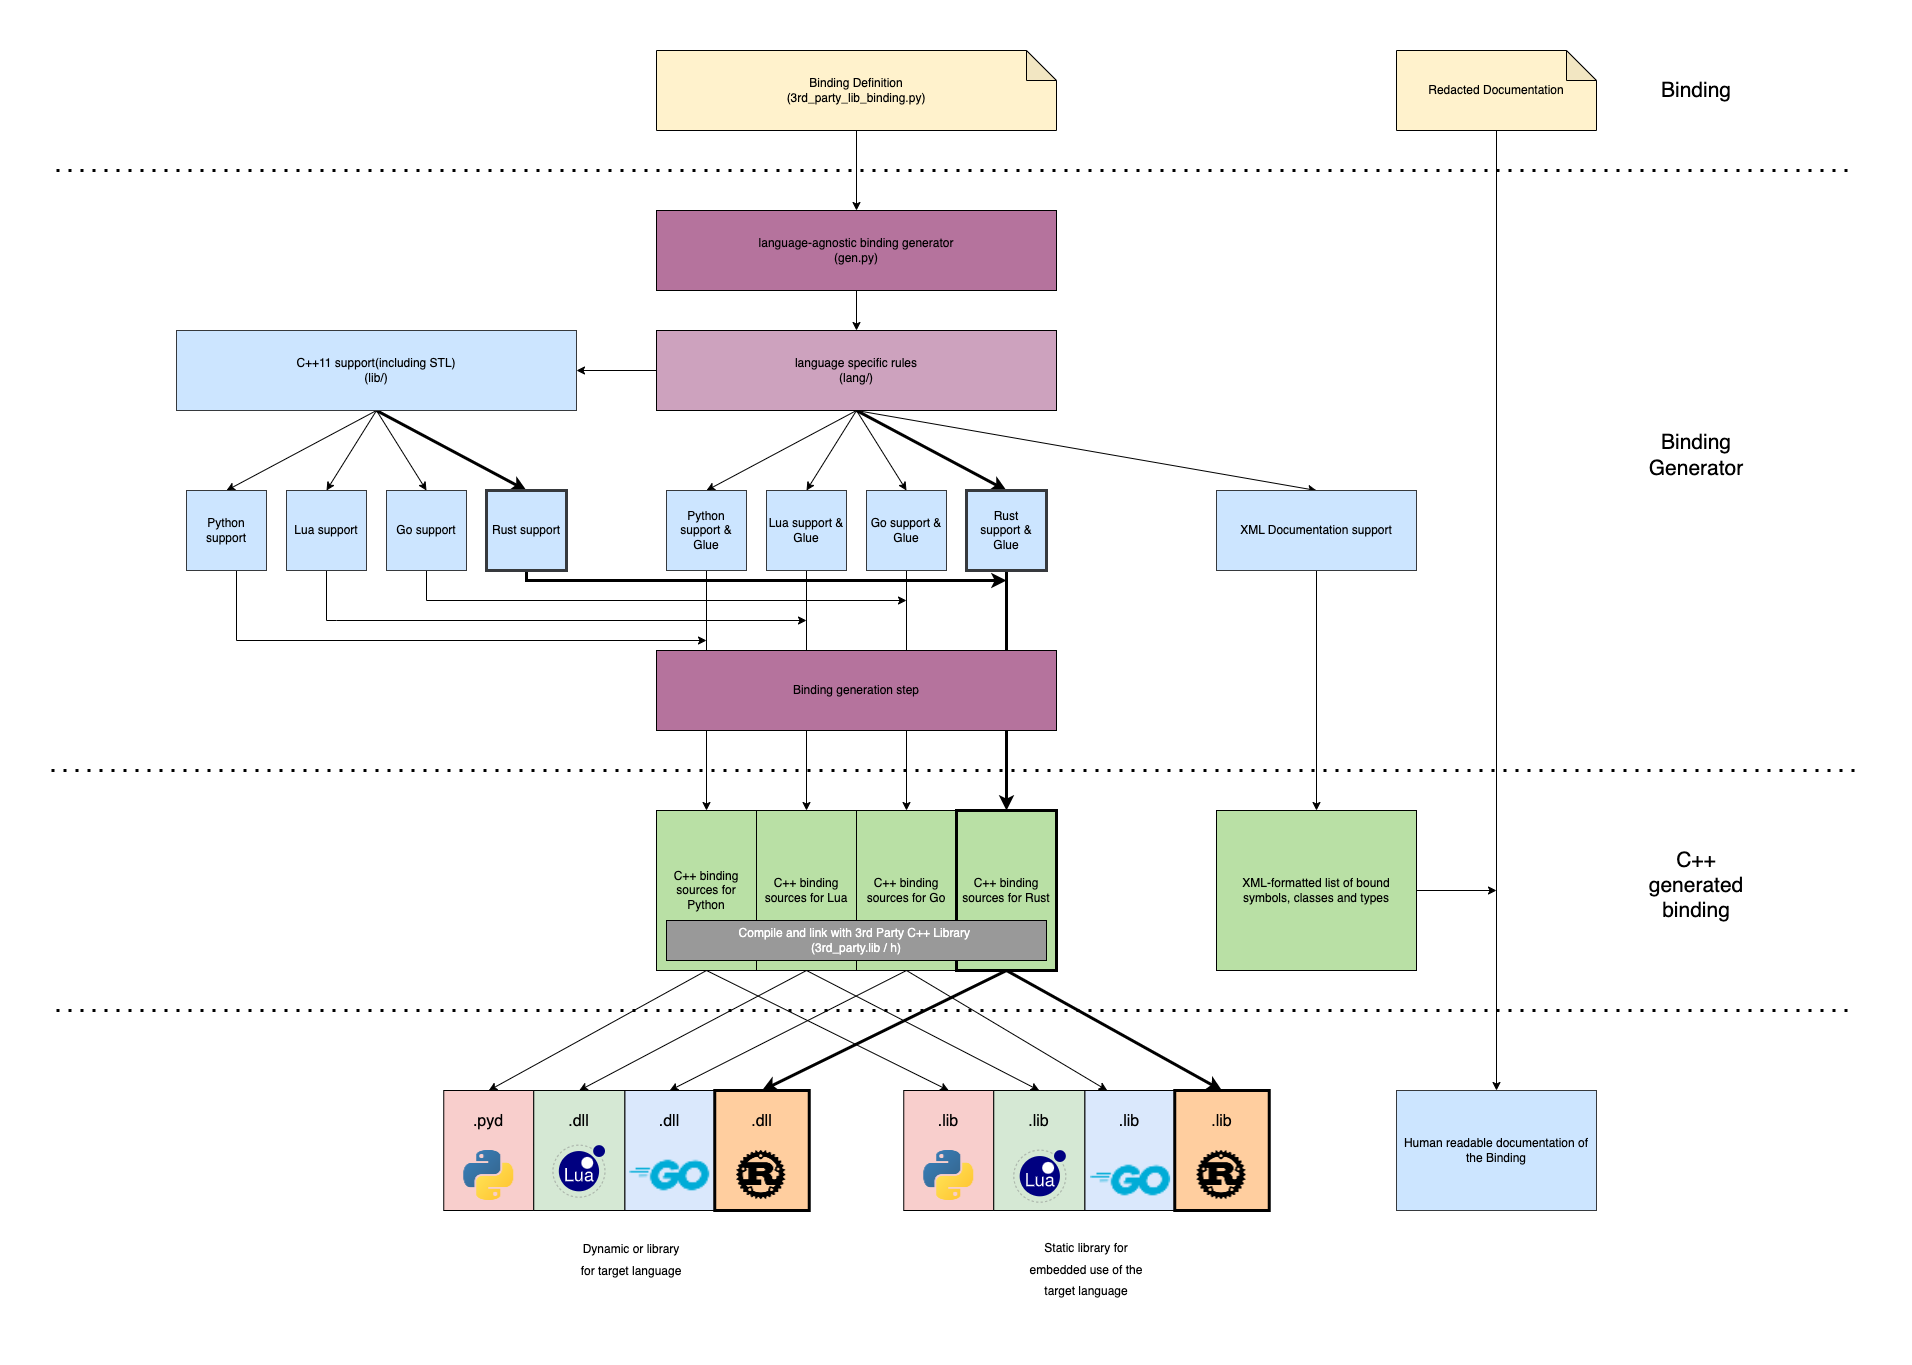 Binding Definition
(3rd_party_lib_binding.py)
Redacted Documentation
Binding
language-agnostic binding generator
(gen.py)
C++11 support(including STL)
(lib/)
language specific rules
(lang/)
Binding
Generator
Python
support
Lua support
Go support
Rust support
Python
support &
Glue
Lua support &
Glue
Go support &
Glue
Rust
support &
Glue
XML Documentation support
Binding generation step
C++ binding
sources for
Python
C++ binding
sources for Lua
C++ binding
sources for Go
C++ binding
sources for Rust
Compile and link with 3rd Party C++ Library
(3rd_party.lib / h)
XML-formatted list of bound
symbols, classes and types
C++
generated
binding
.pyd
.dll
Lua
.dll
GO
.dll
R
.lib
.lib
Lua
.lib
GO
.lib
R
Human readable documentation of
the Binding
Dynamic or library
for target language
Static library for
embedded use of the
target language